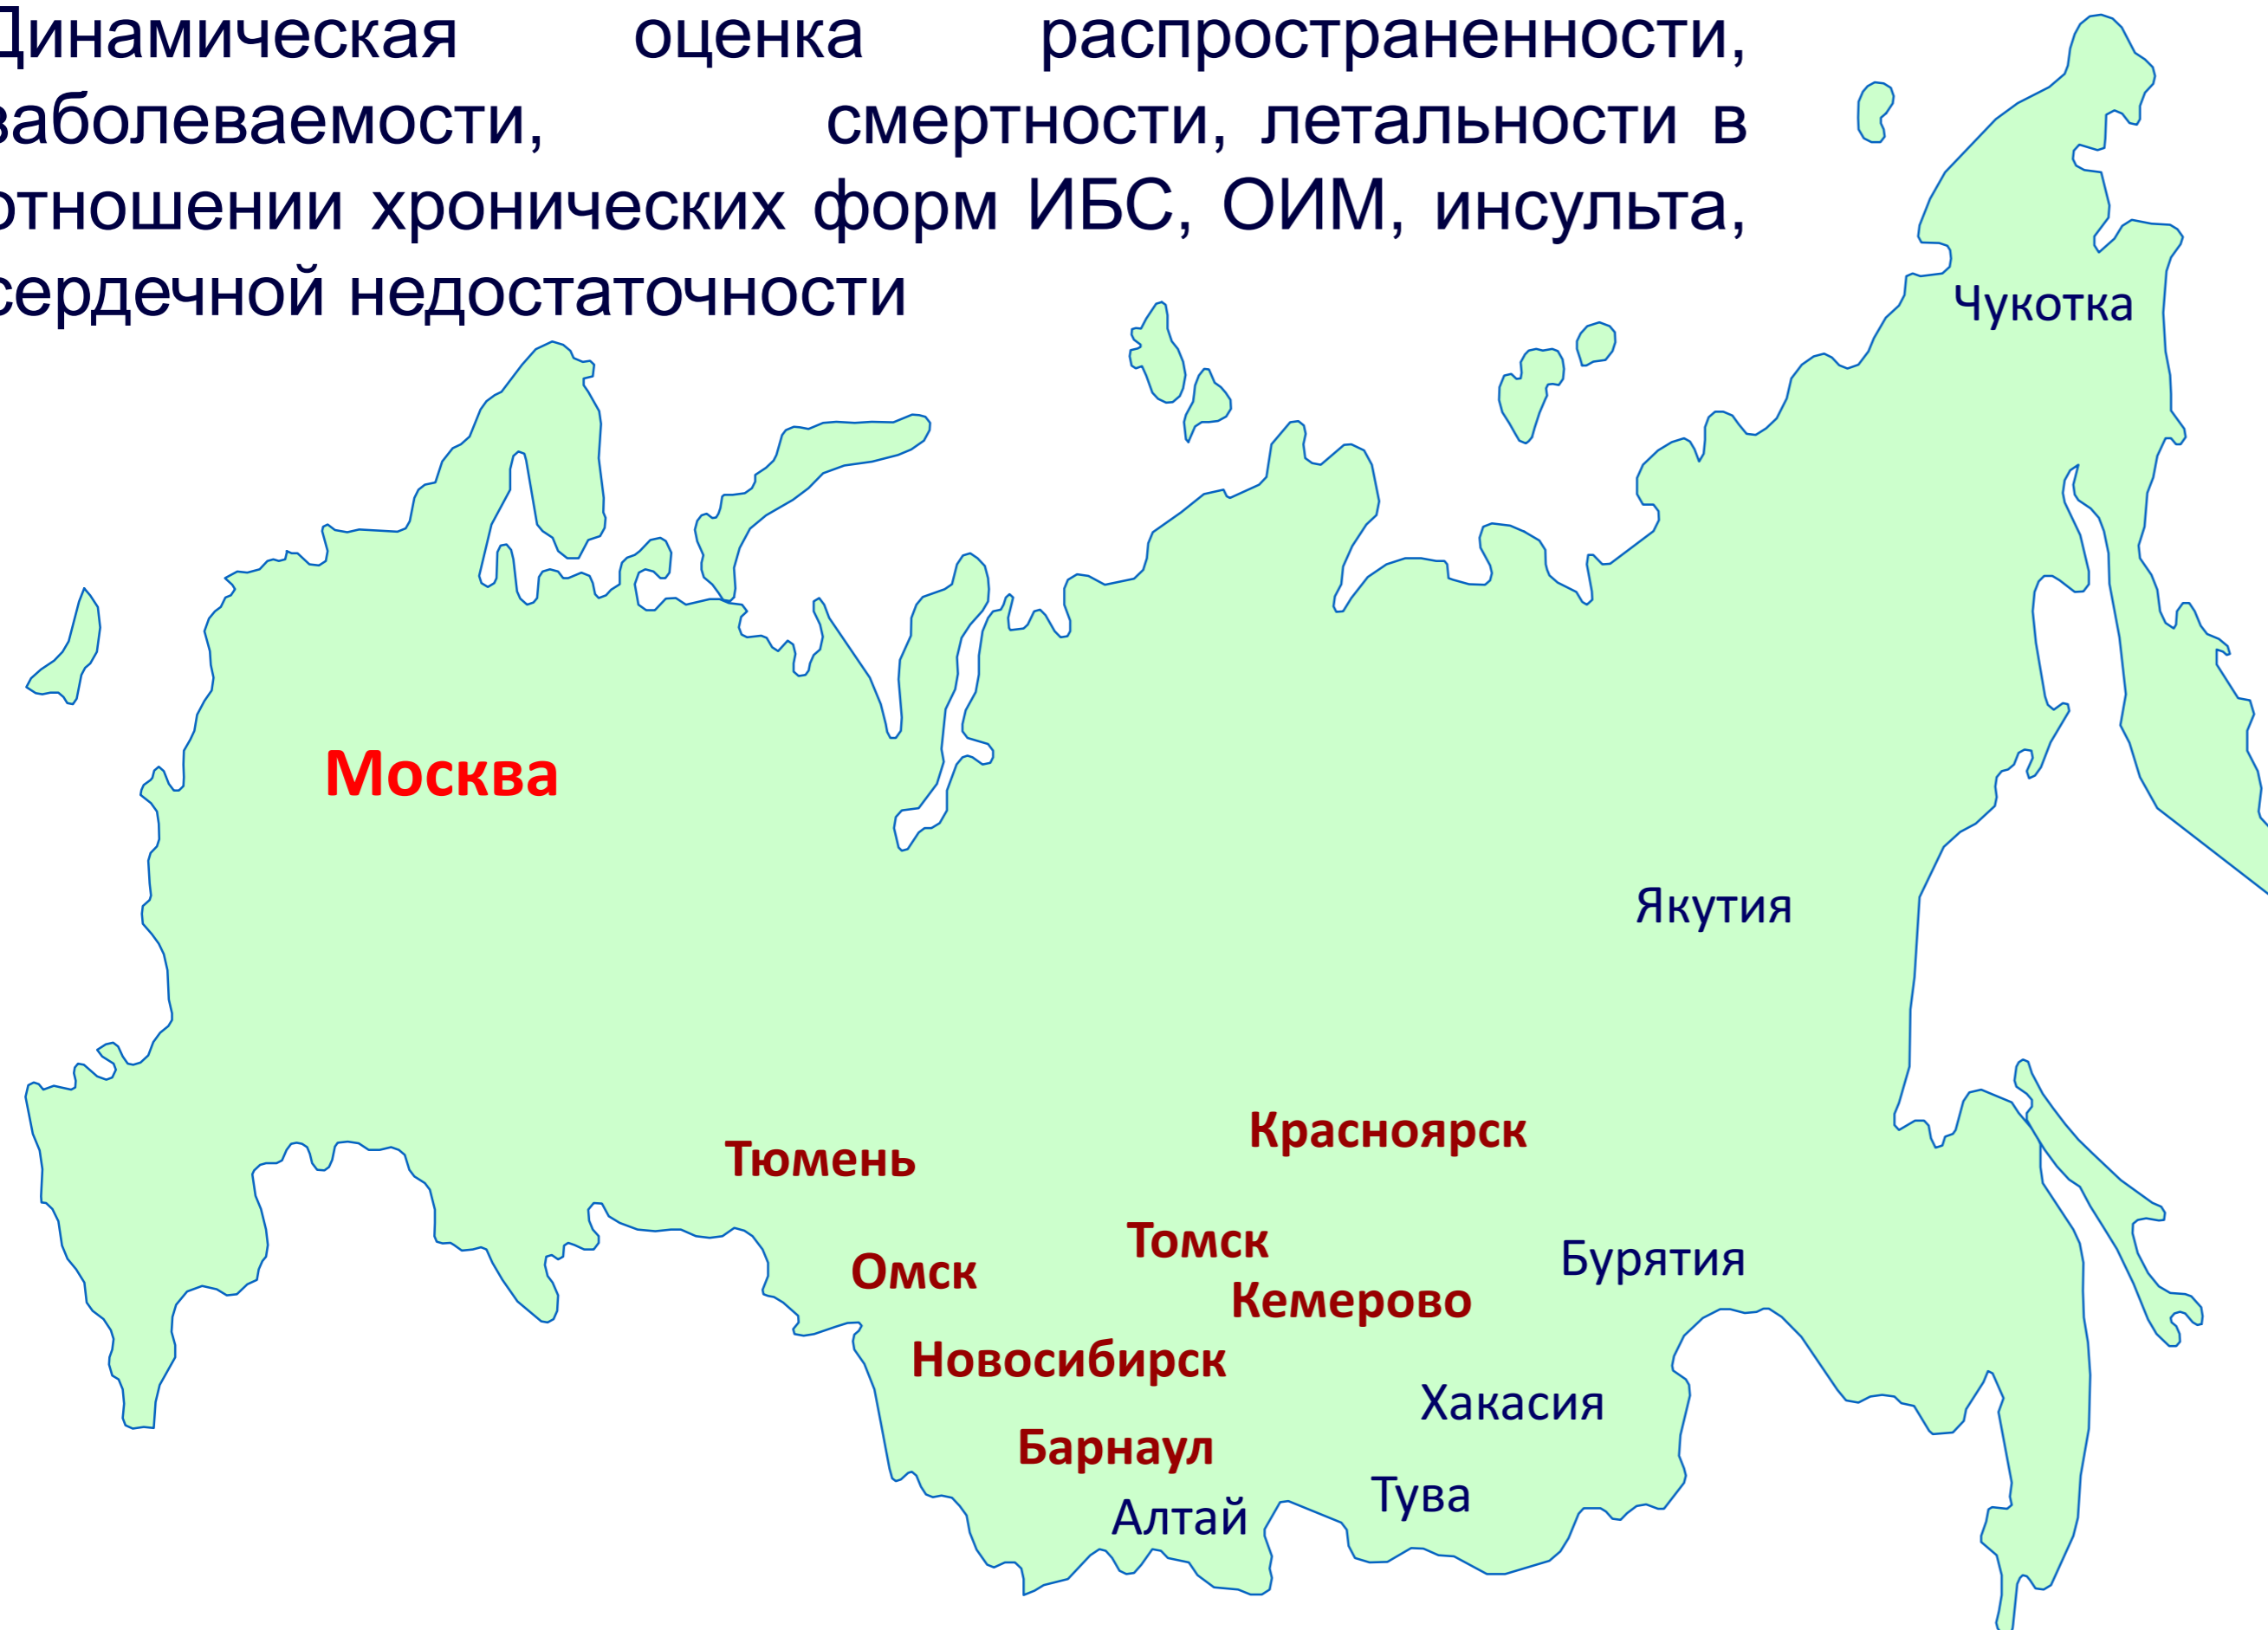 Динамическая оценка распространенности,
заболеваемости, смертности, летальности в
отношении хронических форм ИБС, ОИМ, инсульта,
сердечной недостаточности
Чукотка
Москва
Якутия
Красноярск
Тюмень
Томск
Омск
Бурятия
Кемерово
Новосибирск
Хакасия
Барнаул
Тува
Алтай